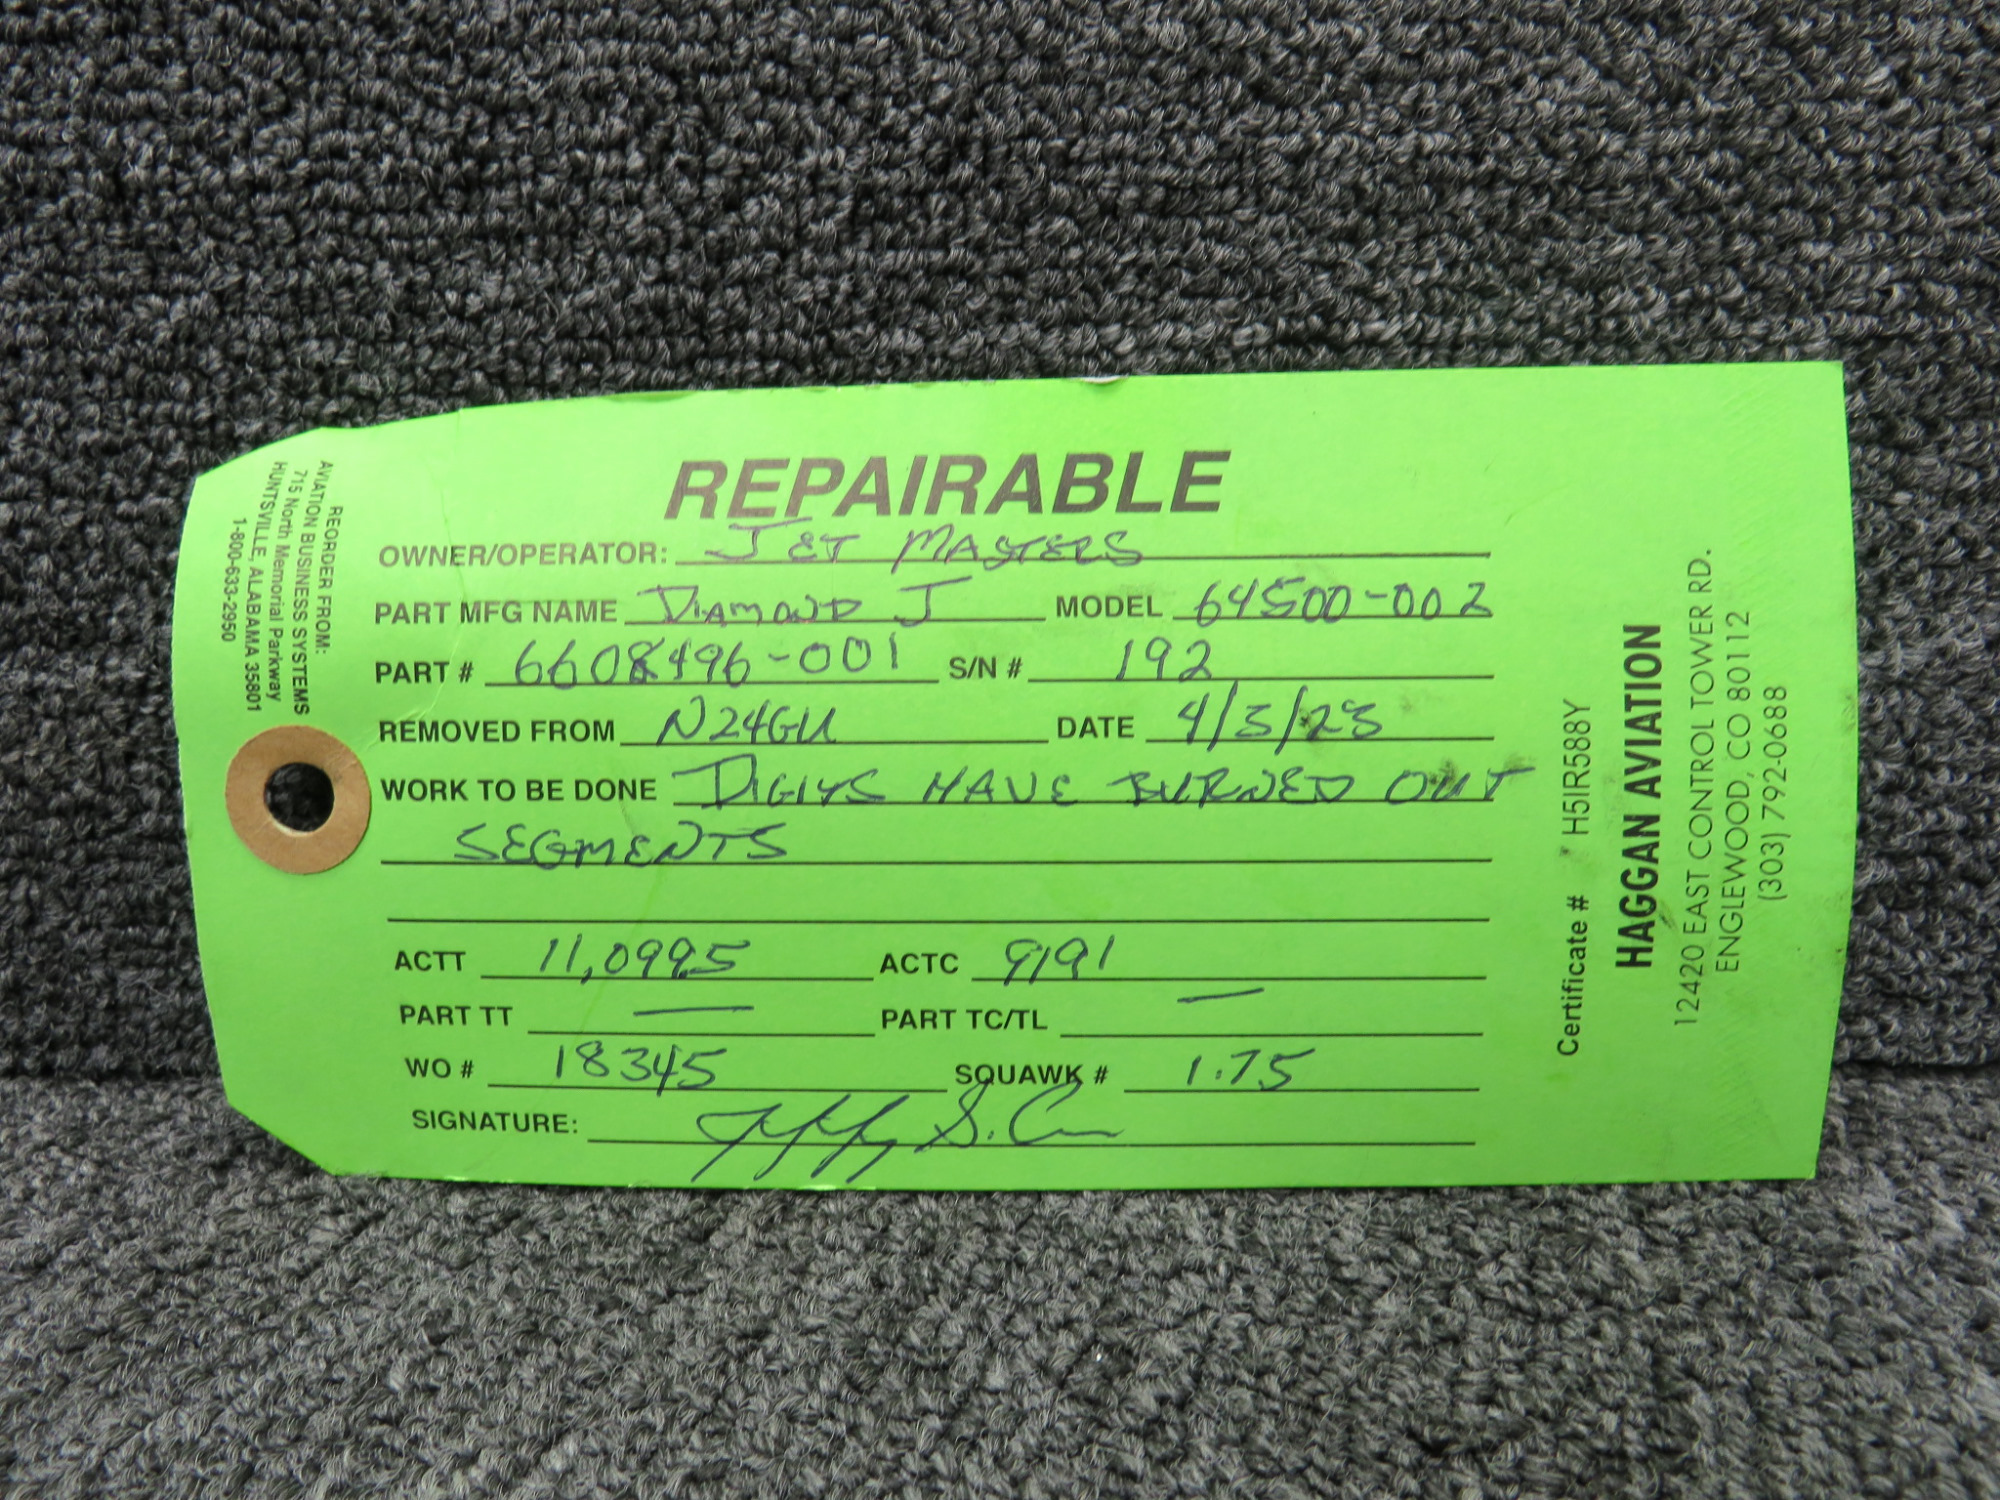 REPAIRABLE
OWNER/OPERATOR: JET MASTERS
PART MFG NAME DIAMOND J MODEL 64500-002
PART # 6608496-001 S/N # 192
REMOVED FROM N24GU DATE 4/3/23
WORK TO BE DONE DIGITS HAVE BURNED OUT
SEGMENTS
ACTT 11,099.5 ACTC 9191
PART TT — PART TC/TL —
WO # 18345 SQUAWK # 1.75
SIGNATURE:
REORDER FROM:
AVIATION BUSINESS SYSTEMS
715 North Memorial Parkway
HUNTSVILLE, ALABAMA 35801
1-800-633-2950
Certificate # H5IR588Y
HAGGAN AVIATION
12420 EAST CONTROL TOWER RD.
ENGLEWOOD, CO 80112
(303) 792-0688